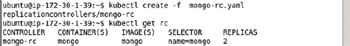 ubuntu@ip-172-30-1-39:~$ kubectl create -f  mongo-rc.yaml
replicationcontrollers/mongo-rc
ubuntu@ip-172-30-1-39:~$ kubectl get rc
CONTROLLER   CONTAINER(S)   IMAGE(S)   SELECTOR     REPLICAS
mongo-rc     mongo          mongo      name=mongo   2